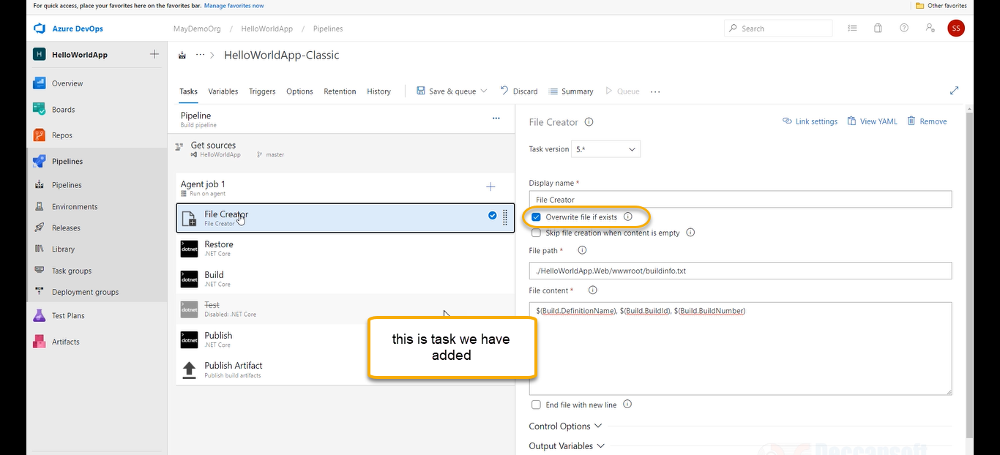 For quick access, place your favorites here on the favorites bar. Manage favorites now
Other favorites
Azure DevOps
MayDemoOrg / HelloWorldApp / Pipelines
Search
SS
H HelloWorldApp
Overview
Boards
Repos
Pipelines
Pipelines
Environments
Releases
Library
Task groups
Deployment groups
Test Plans
Artifacts
HelloWorldApp-Classic
Tasks Variables Triggers Options Retention History Save & queue Discard Summary Queue
Pipeline
Build pipeline
Get sources
HelloWorldApp master
Agent job 1
Run on agent
File Creator
File Creator
dotnet Restore
.NET Core
dotnet Build
.NET Core
dotnet Test
Disabled: .NET Core
dotnet Publish
.NET Core
Publish Artifact
Publish build artifacts
this is task we have
added
File Creator
Link settings View YAML Remove
Task version 5.*
Display name *
File Creator
Overwrite file if exists
Skip file creation when content is empty
File path *
./HelloWorldApp.Web/wwwroot/buildinfo.txt
File content *
$(Build.DefinitionName), $(Build.BuildId), $(Build.BuildNumber)
End file with new line
Control Options
Output Variables
Deccansoft